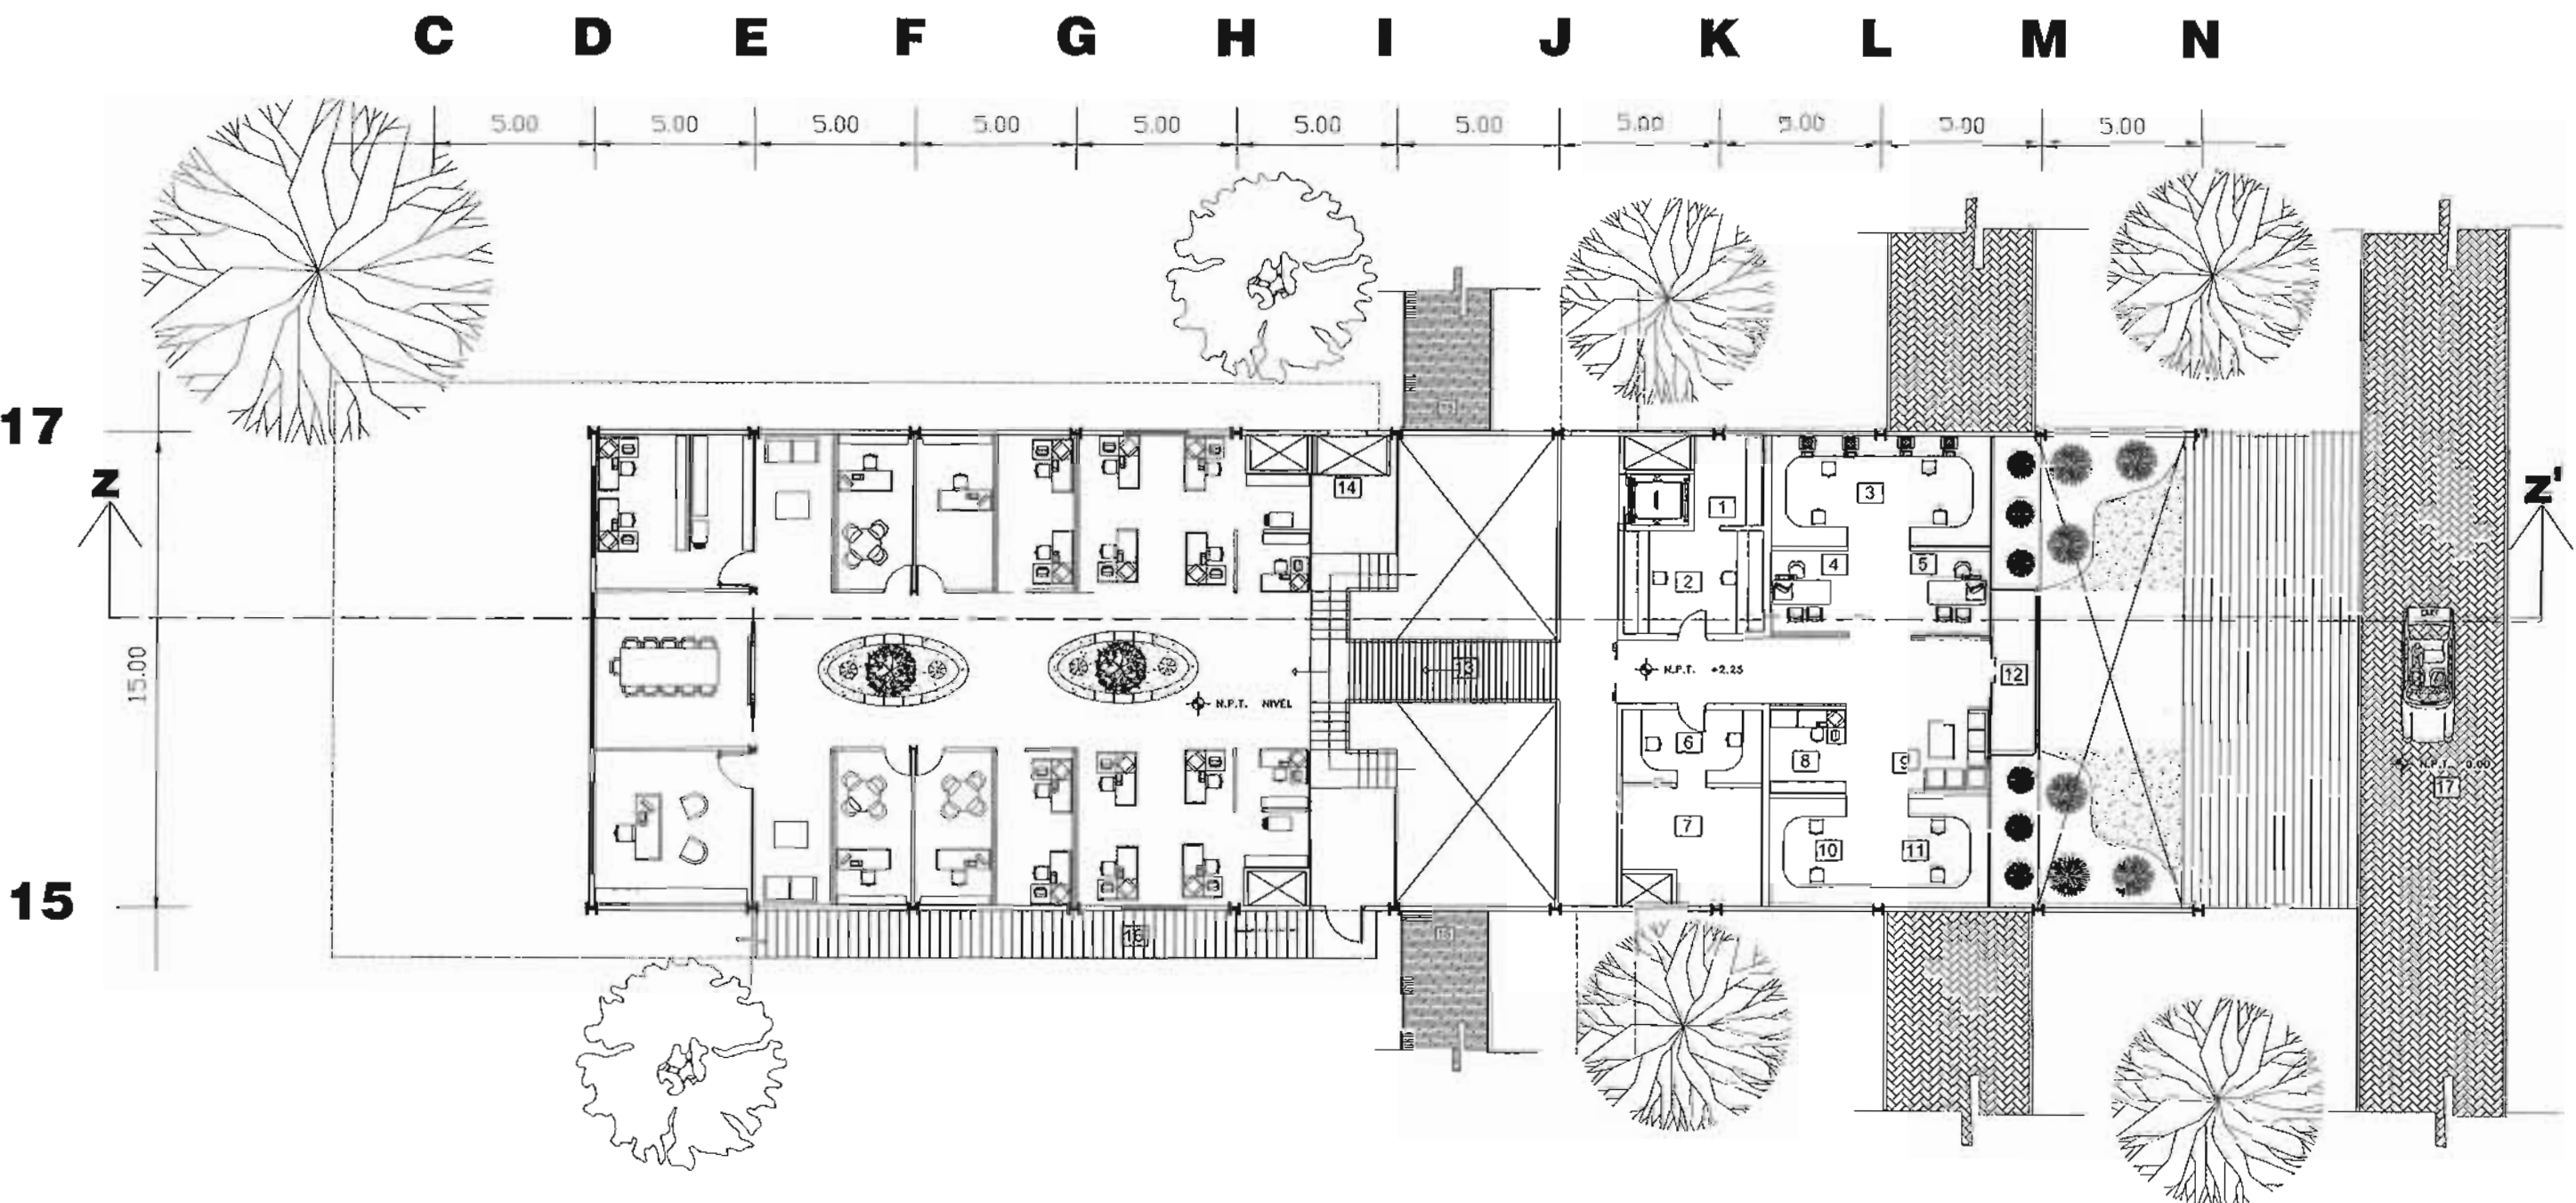 C D E F G H I J K L M N
5.00 5.00 5.00 5.00 5.00 5.00 5.00 5.00 5.00 5.00 5.00
17
Z Z'
14 1 3
2 4 5
15.00
13 N.P.T. +2.25 12
N.P.T. NIVEL
6 8 9 N.P.T. 0.00
17
7 10 11
15
16